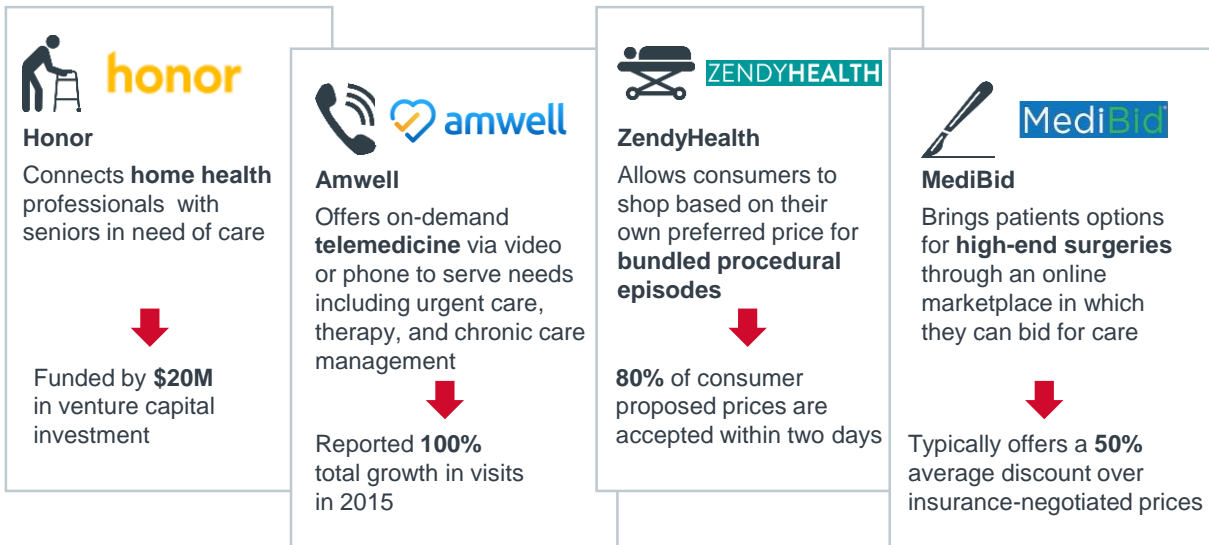 honor
Honor
Connects home health
professionals with
seniors in need of care
Funded by $20M
in venture capital
investment
amwell
Amwell
Offers on-demand
telemedicine via video
or phone to serve needs
including urgent care,
therapy, and chronic care
management
Reported 100%
total growth in visits
in 2015
ZENDYHEALTH
ZendyHealth
Allows consumers to
shop based on their
own preferred price for
bundled procedural
episodes
80% of consumer
proposed prices are
accepted within two days
MediBid
MediBid
Brings patients options
for high-end surgeries
through an online
marketplace in which
they can bid for care
Typically offers a 50%
average discount over
insurance-negotiated prices